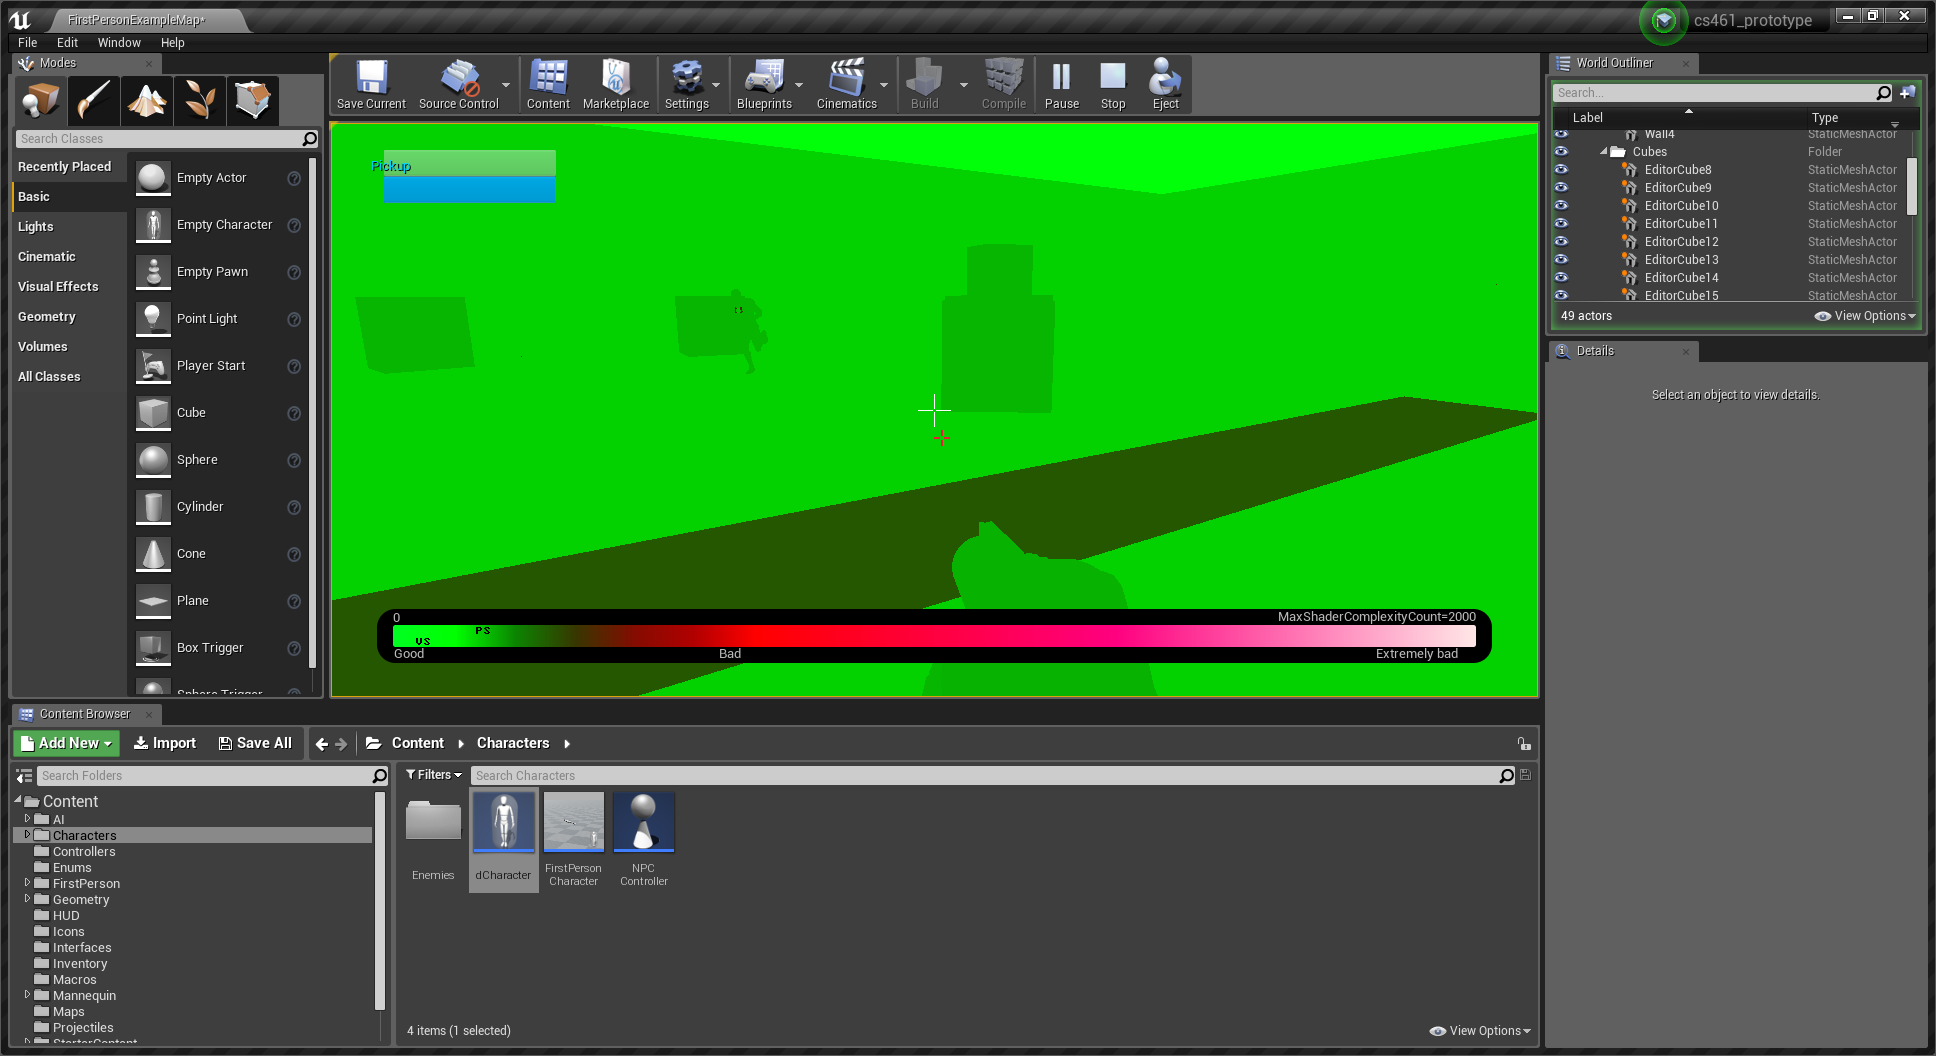 FirstPersonExampleMap*
cs461_prototype
File Edit Window Help
Modes
Search Classes
Recently Placed
Basic
Lights
Cinematic
Visual Effects
Geometry
Volumes
All Classes
Empty Actor
Empty Character
Empty Pawn
Point Light
Player Start
Cube
Sphere
Cylinder
Cone
Plane
Box Trigger
Sphere Trigger
Save Current
Source Control
Content
Marketplace
Settings
Blueprints
Cinematics
Build
Compile
Pause
Stop
Eject
Pickup
0 MaxShaderComplexityCount=2000
VS
PS
Good Bad Extremely bad
World Outliner
Search...
Label Type
Wall4 StaticMeshActor
Cubes Folder
EditorCube8 StaticMeshActor
EditorCube9 StaticMeshActor
EditorCube10 StaticMeshActor
EditorCube11 StaticMeshActor
EditorCube12 StaticMeshActor
EditorCube13 StaticMeshActor
EditorCube14 StaticMeshActor
EditorCube15 StaticMeshActor
49 actors View Options
Details
Select an object to view details.
Content Browser
Add New Import Save All Content Characters
Search Folders
Content
AI
Characters
Controllers
Enums
FirstPerson
Geometry
HUD
Icons
Interfaces
Inventory
Macros
Mannequin
Maps
Projectiles
StarterContent
Filters Search Characters
Enemies
dCharacter
FirstPerson
Character
NPC
Controller
4 items (1 selected) View Options